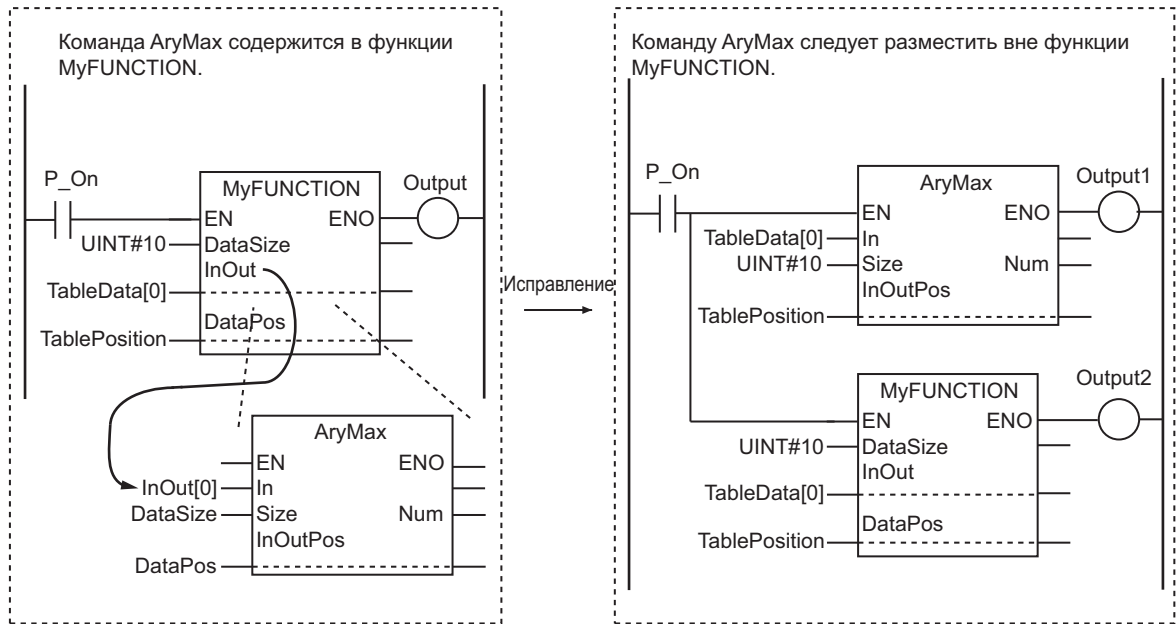 Команда AryMax содержится в функции
MyFUNCTION.
P_On
MyFUNCTION
Output
EN
ENO
UINT#10
DataSize
InOut
TableData[0]
DataPos
TablePosition
AryMax
EN
ENO
InOut[0]
In
DataSize
Size
Num
InOutPos
DataPos
Исправление
Команду AryMax следует разместить вне функции
MyFUNCTION.
P_On
AryMax
Output1
EN
ENO
TableData[0]
In
UINT#10
Size
Num
InOutPos
TablePosition
MyFUNCTION
Output2
EN
ENO
UINT#10
DataSize
InOut
TableData[0]
DataPos
TablePosition